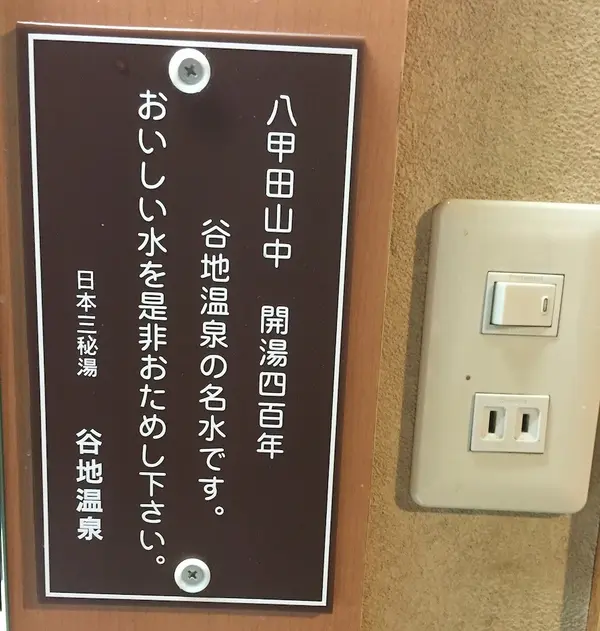 八甲田山中　開湯四百年
谷地温泉の名水です。
おいしい水を是非おためし下さい。
日本三秘湯　谷地温泉